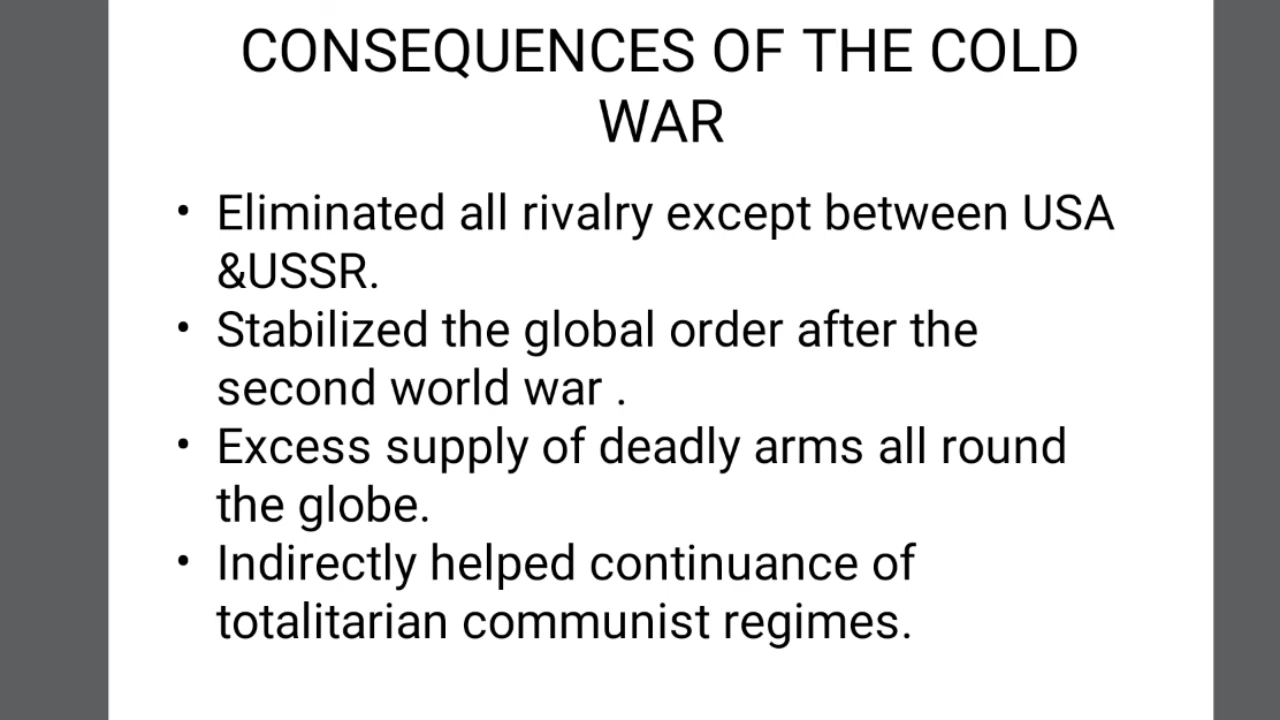 CONSEQUENCES OF THE COLD
WAR
• Eliminated all rivalry except between USA
&USSR.
• Stabilized the global order after the
second world war .
• Excess supply of deadly arms all round
the globe.
• Indirectly helped continuance of
totalitarian communist regimes.